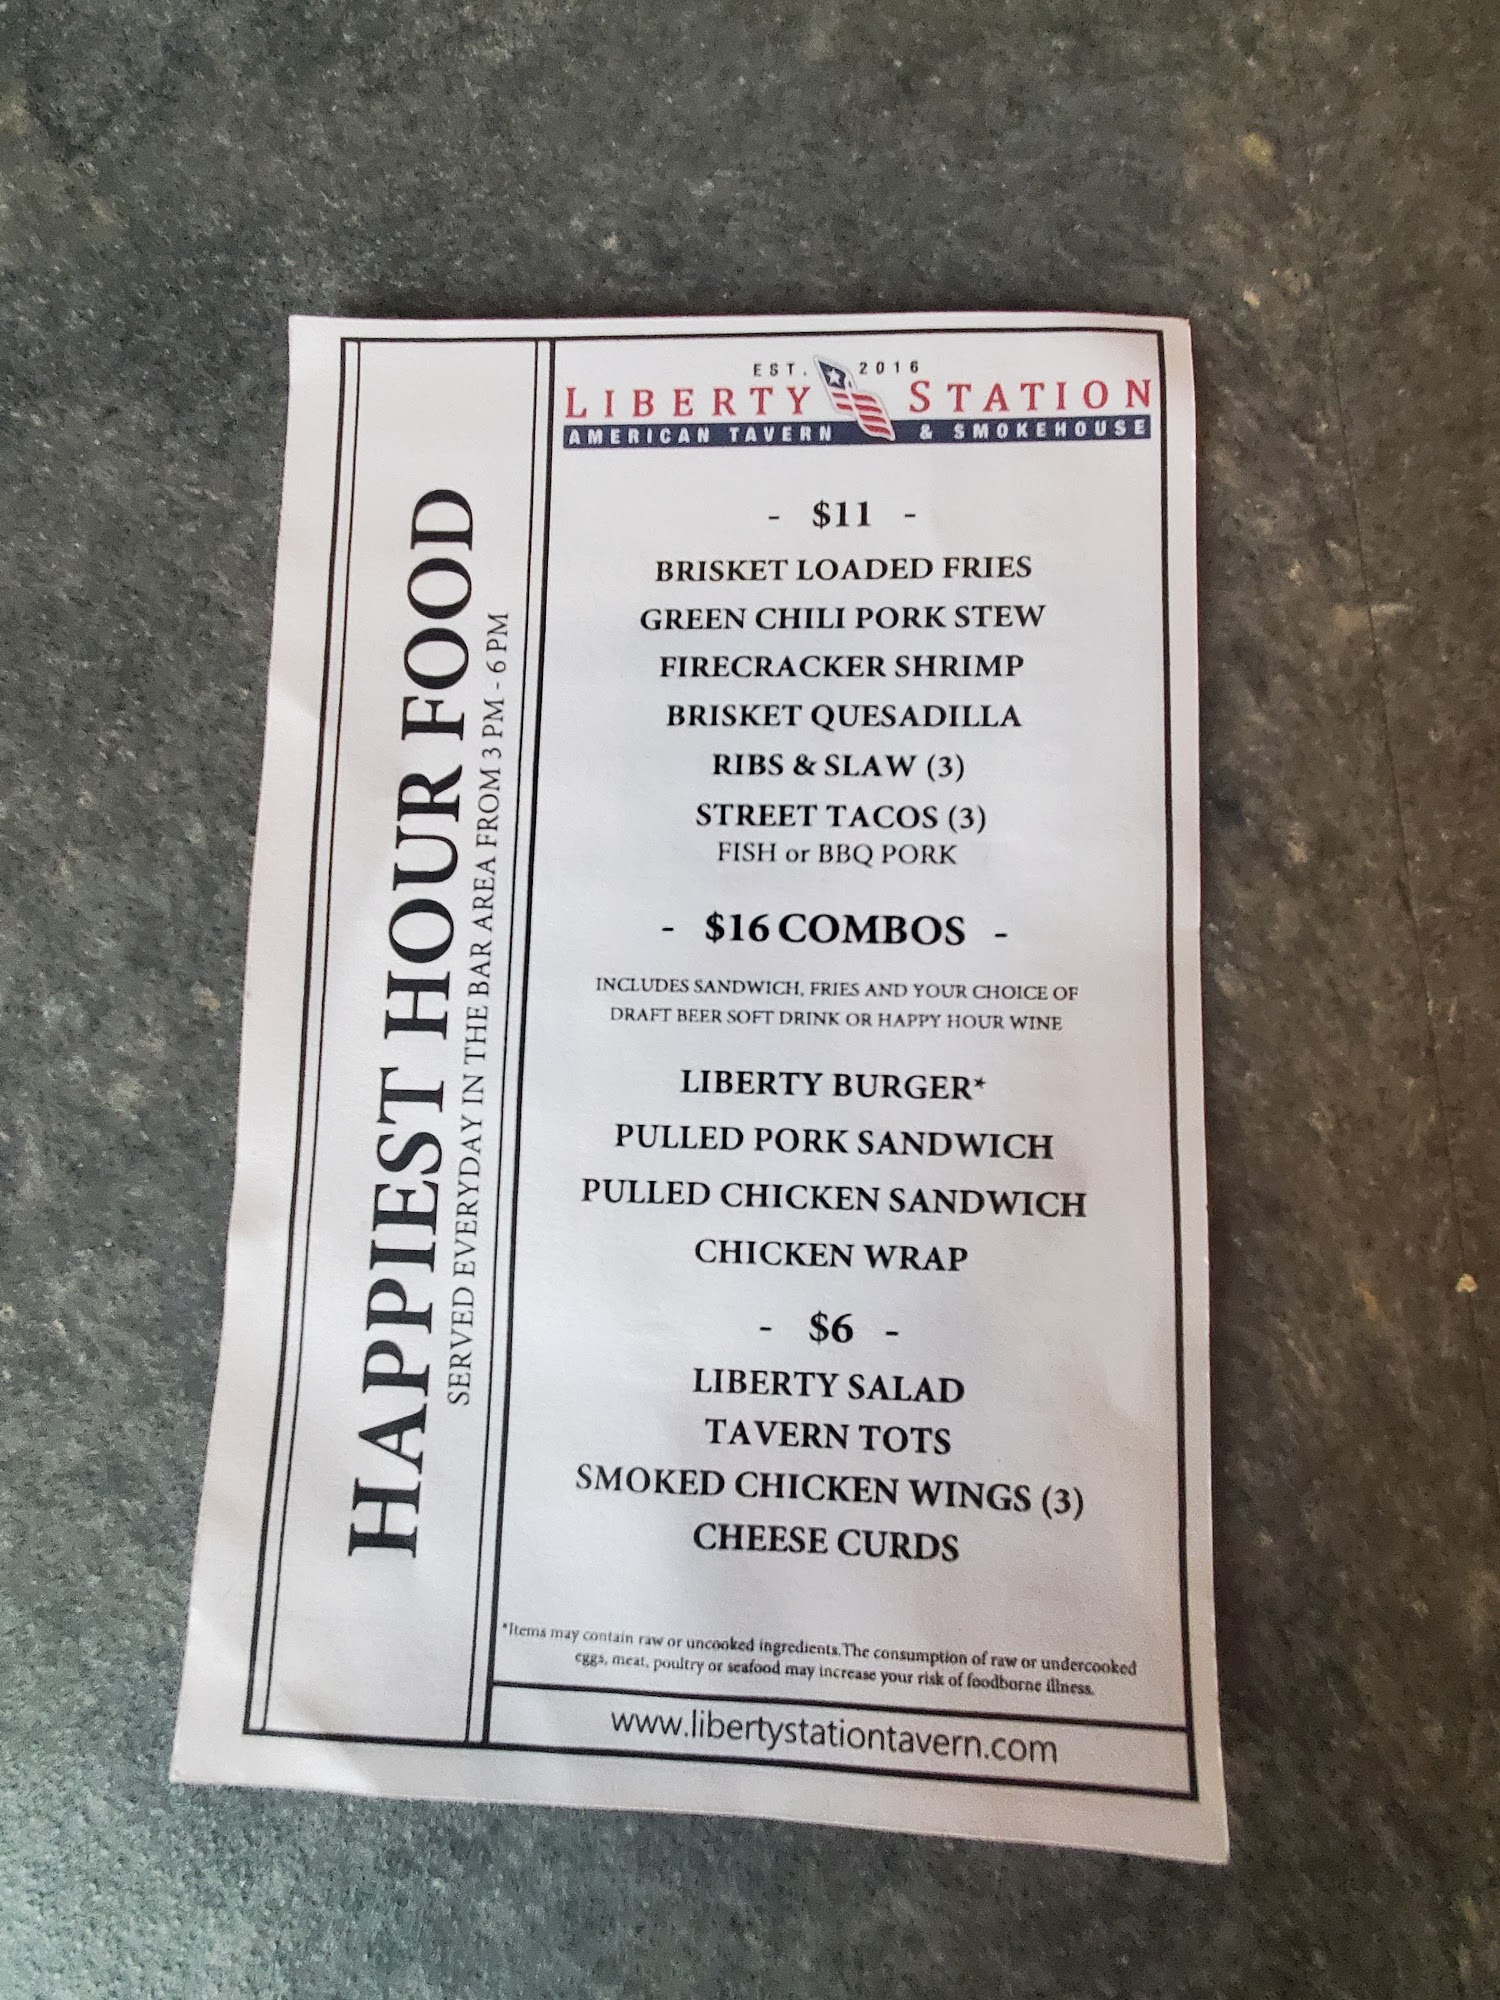 HAPPIEST HOUR FOOD
SERVED EVERYDAY IN THE BAR AREA FROM 3 PM - 6 PM
EST. 2016
LIBERTY STATION
AMERICAN TAVERN & SMOKEHOUSE
- $11 -
BRISKET LOADED FRIES
GREEN CHILI PORK STEW
FIRECRACKER SHRIMP
BRISKET QUESADILLA
RIBS & SLAW (3)
STREET TACOS (3)
FISH or BBQ PORK
- $16 COMBOS -
INCLUDES SANDWICH, FRIES AND YOUR CHOICE OF
DRAFT BEER SOFT DRINK OR HAPPY HOUR WINE
LIBERTY BURGER*
PULLED PORK SANDWICH
PULLED CHICKEN SANDWICH
CHICKEN WRAP
- $6 -
LIBERTY SALAD
TAVERN TOTS
SMOKED CHICKEN WINGS (3)
CHEESE CURDS
*Items may contain raw or uncooked ingredients.The consumption of raw or undercooked
eggs, meat, poultry or seafood may increase your risk of foodborne illness.
www.libertystationtavern.com